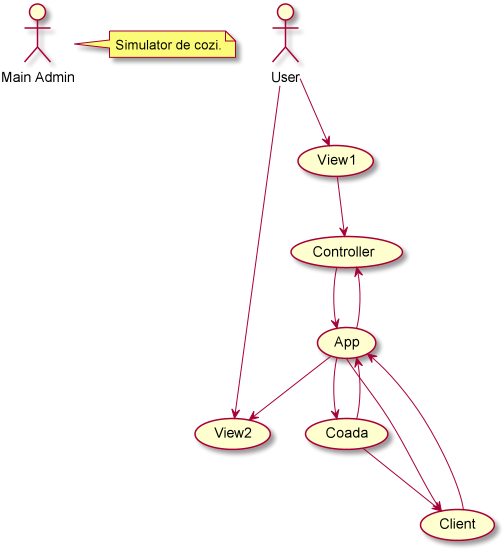 Main Admin
Simulator de cozi.
User
View1
Controller
App
View2
Coada
Client